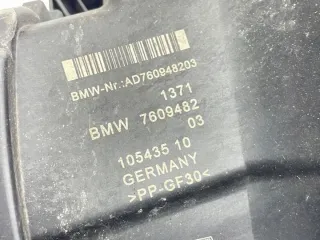 BMW-Nr.:AD760948203
1371
BMW 7609482
03
105435 10
GERMANY
>PP-GF30<